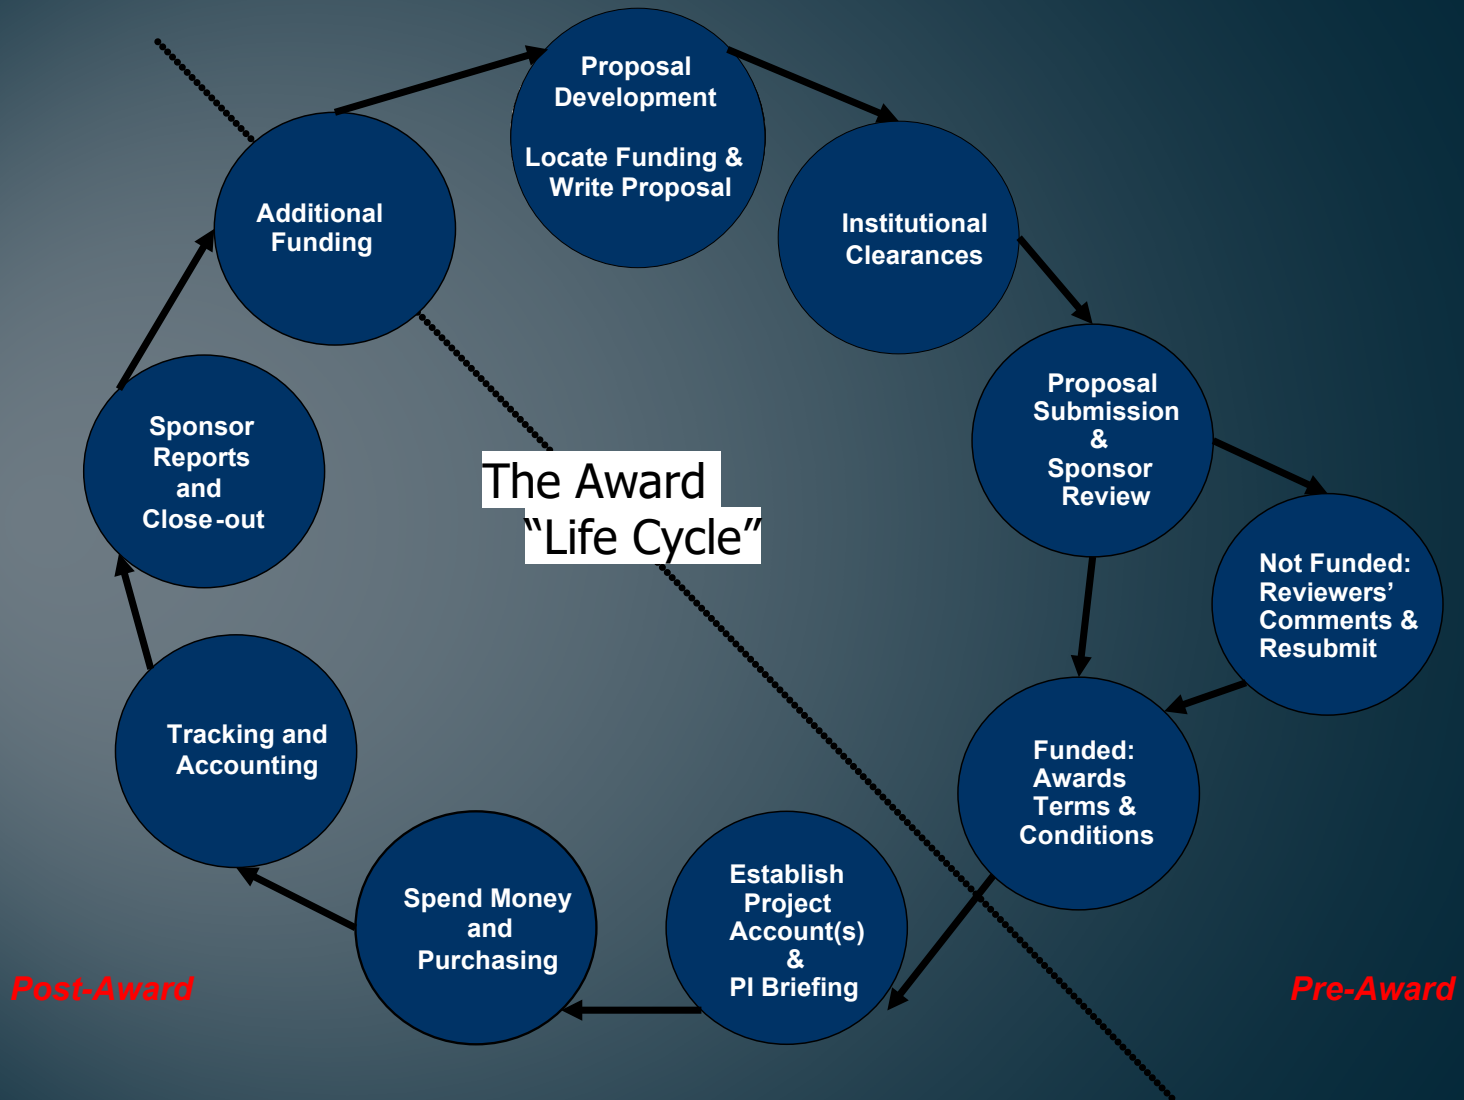 Proposal
Development
Locate Funding &
Write Proposal
Institutional
Clearances
Proposal
Submission
&
Sponsor
Review
Not Funded:
Reviewers’
Comments &
Resubmit
Funded:
Awards
Terms &
Conditions
Establish
Project
Account(s)
&
PI Briefing
Spend Money
and
Purchasing
Tracking and
Accounting
Sponsor
Reports
and
Close-out
Additional
Funding
The Award
“Life Cycle”
Post-Award
Pre-Award